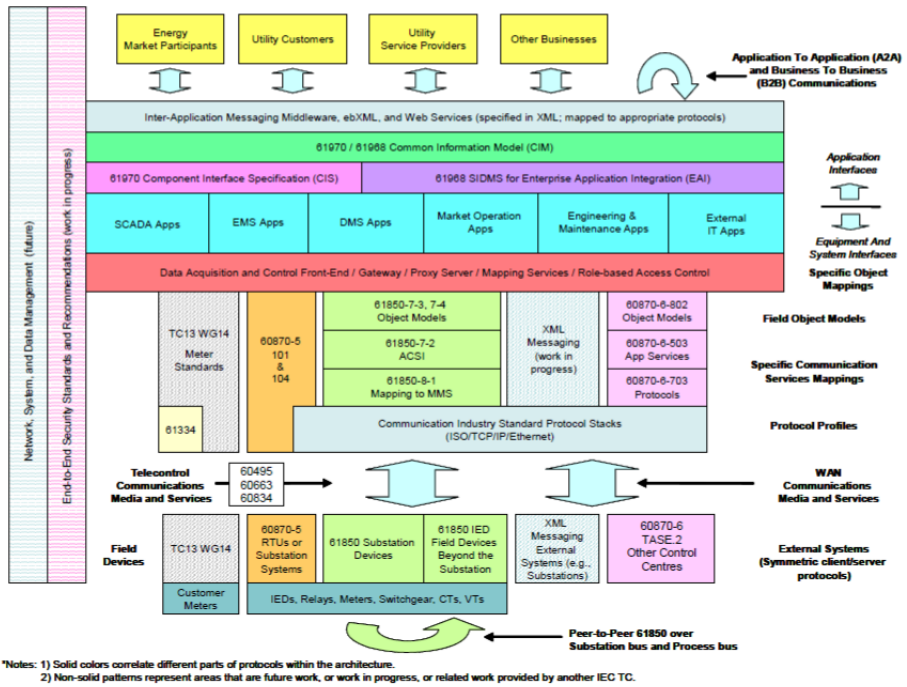 Energy
Market Participants
Utility Customers
Utility
Service Providers
Other Businesses
Application To Application (A2A)
and Business To Business
(B2B) Communications
Inter-Application Messaging Middleware, ebXML, and Web Services (specified in XML; mapped to appropriate protocols)
61970 / 61968 Common Information Model (CIM)
61970 Component Interface Specification (CIS)
61968 SIDMS for Enterprise Application Integration (EAI)
Application
Interfaces
SCADA Apps
EMS Apps
DMS Apps
Market Operation
Apps
Engineering &
Maintenance Apps
External
IT Apps
Equipment And
System Interfaces
Data Acquisition and Control Front-End / Gateway / Proxy Server / Mapping Services / Role-based Access Control
Specific Object
Mappings
Network, System, and Data Management (future)
End-to-End Security Standards and Recommendations (work in progress)
TC13 WG14
Meter
Standards
61334
60870-5
101
&
104
61850-7-3, 7-4
Object Models
61850-7-2
ACSI
61850-8-1
Mapping to MMS
XML
Messaging
(work in
progress)
60870-6-802
Object Models
60870-6-503
App Services
60870-6-703
Protocols
Field Object Models
Specific Communication
Services Mappings
Communication Industry Standard Protocol Stacks
(ISO/TCP/IP/Ethernet)
Protocol Profiles
Telecontrol
Communications
Media and Services
60495
60663
60834
WAN
Communications
Media and Services
Field
Devices
TC13 WG14
60870-5
RTUs or
Substation
Systems
61850 Substation
Devices
61850 IED
Field Devices
Beyond the
Substation
XML
Messaging
External
Systems (e.g.,
Substations)
60870-6
TASE.2
Other Control
Centres
External Systems
(Symmetric client/server
protocols)
Customer
Meters
IEDs, Relays, Meters, Switchgear, CTs, VTs
Peer-to-Peer 61850 over
Substation bus and Process bus
*Notes: 1) Solid colors correlate different parts of protocols within the architecture.
2) Non-solid patterns represent areas that are future work, or work in progress, or related work provided by another IEC TC.